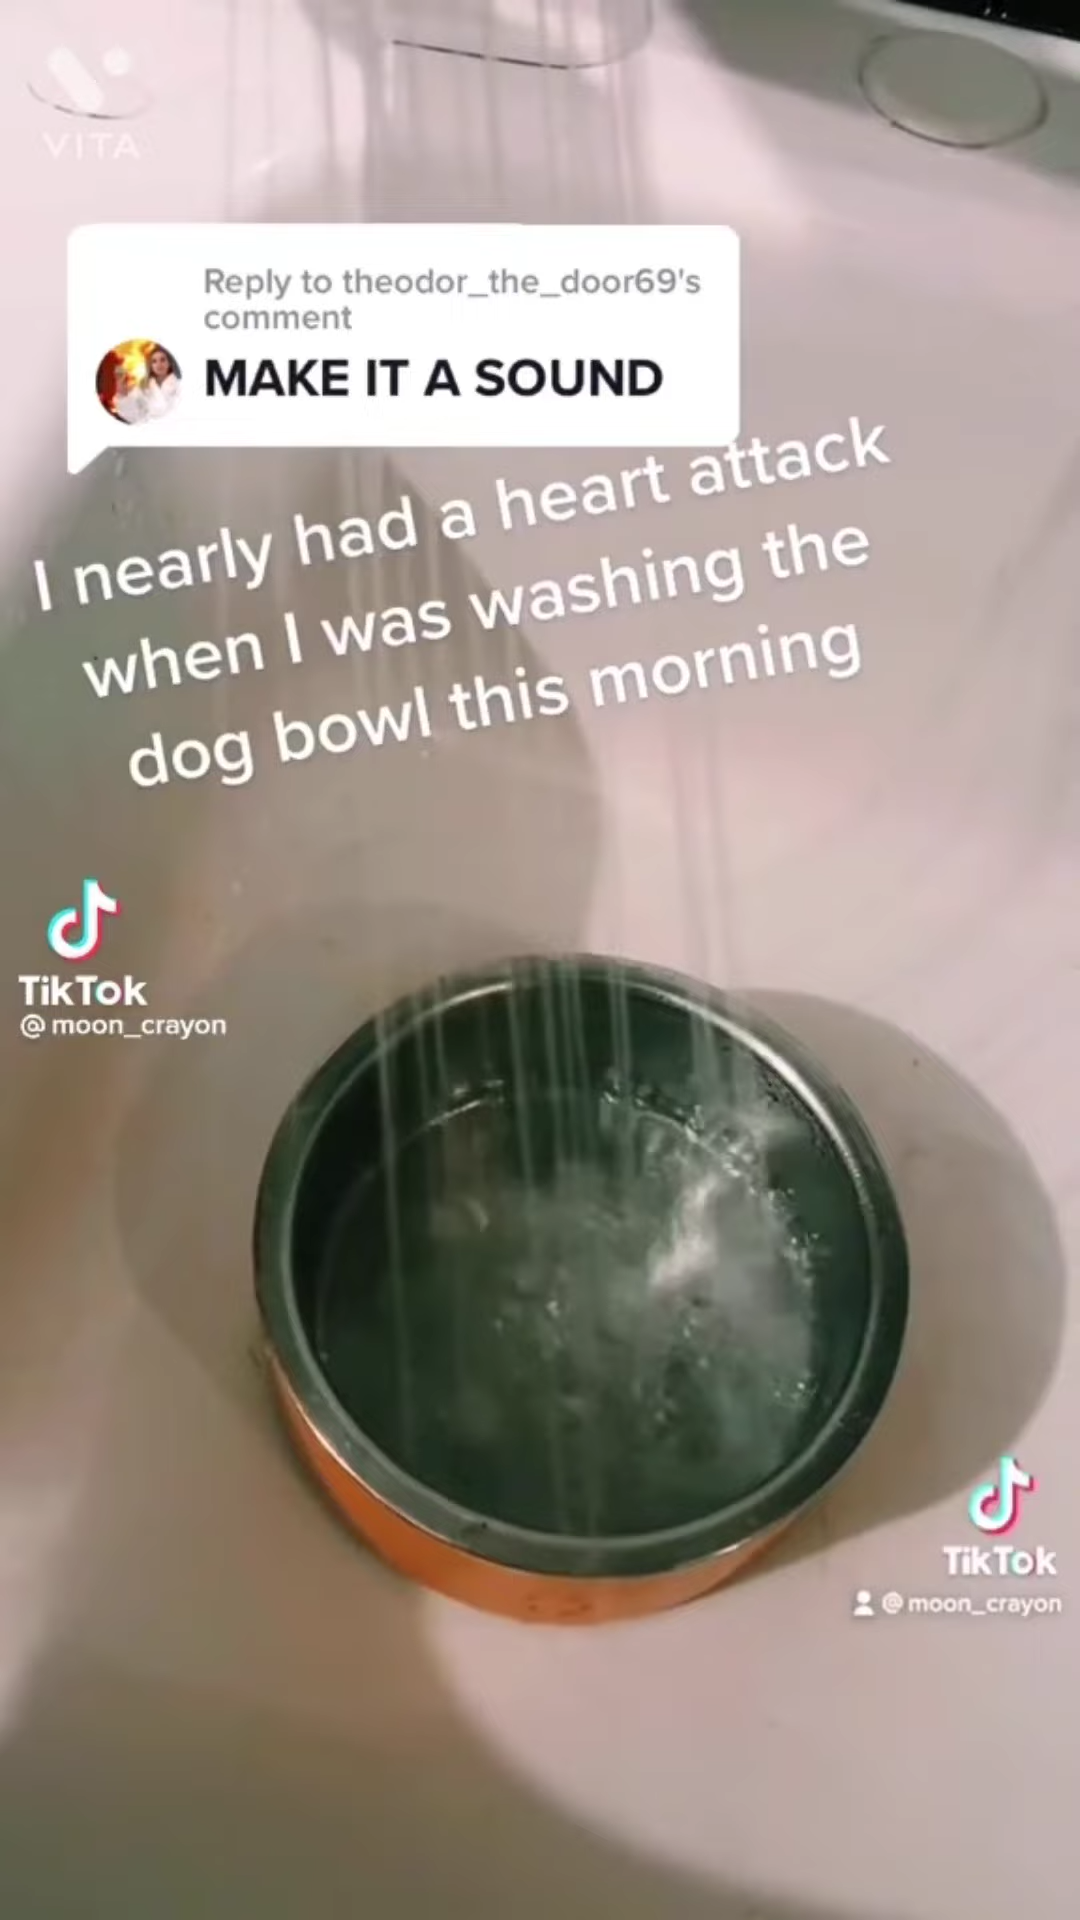 VITA
Reply to theodor_the_door69's
comment
MAKE IT A SOUND
I nearly had a heart attack
when I was washing the
dog bowl this morning
TikTok
@moon_crayon
TikTok
@moon_crayon